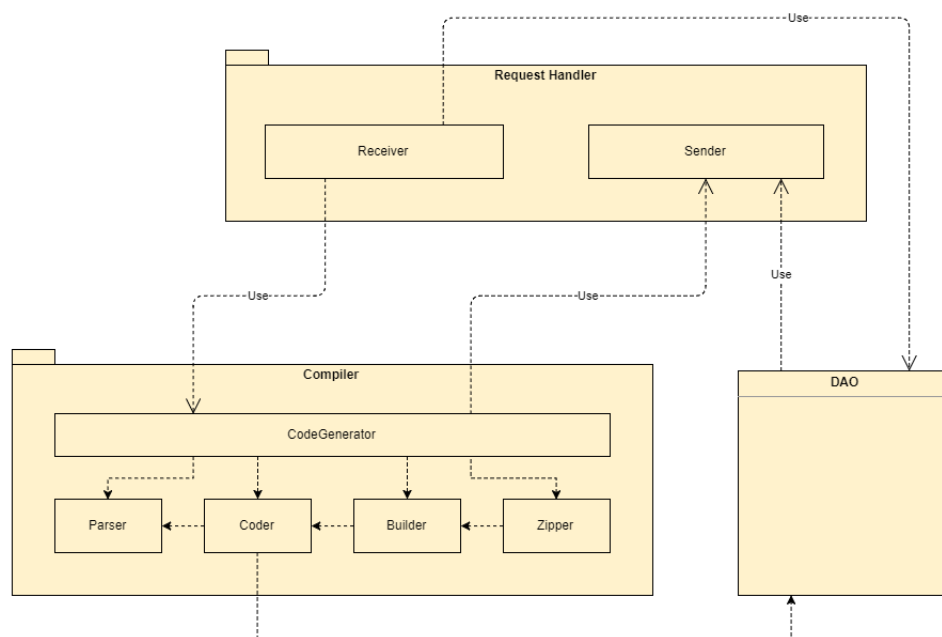 Use
Request Handler
Receiver
Sender
Use
Use
Use
Compiler
DAO
CodeGenerator
Parser
Coder
Builder
Zipper